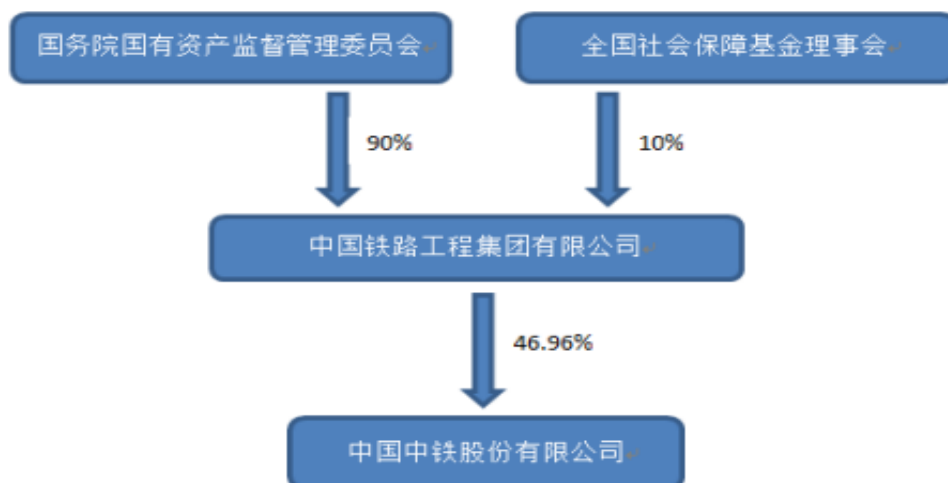 国务院国有资产监督管理委员会
全国社会保障基金理事会
90%
10%
中国铁路工程集团有限公司
46.96%
中国中铁股份有限公司